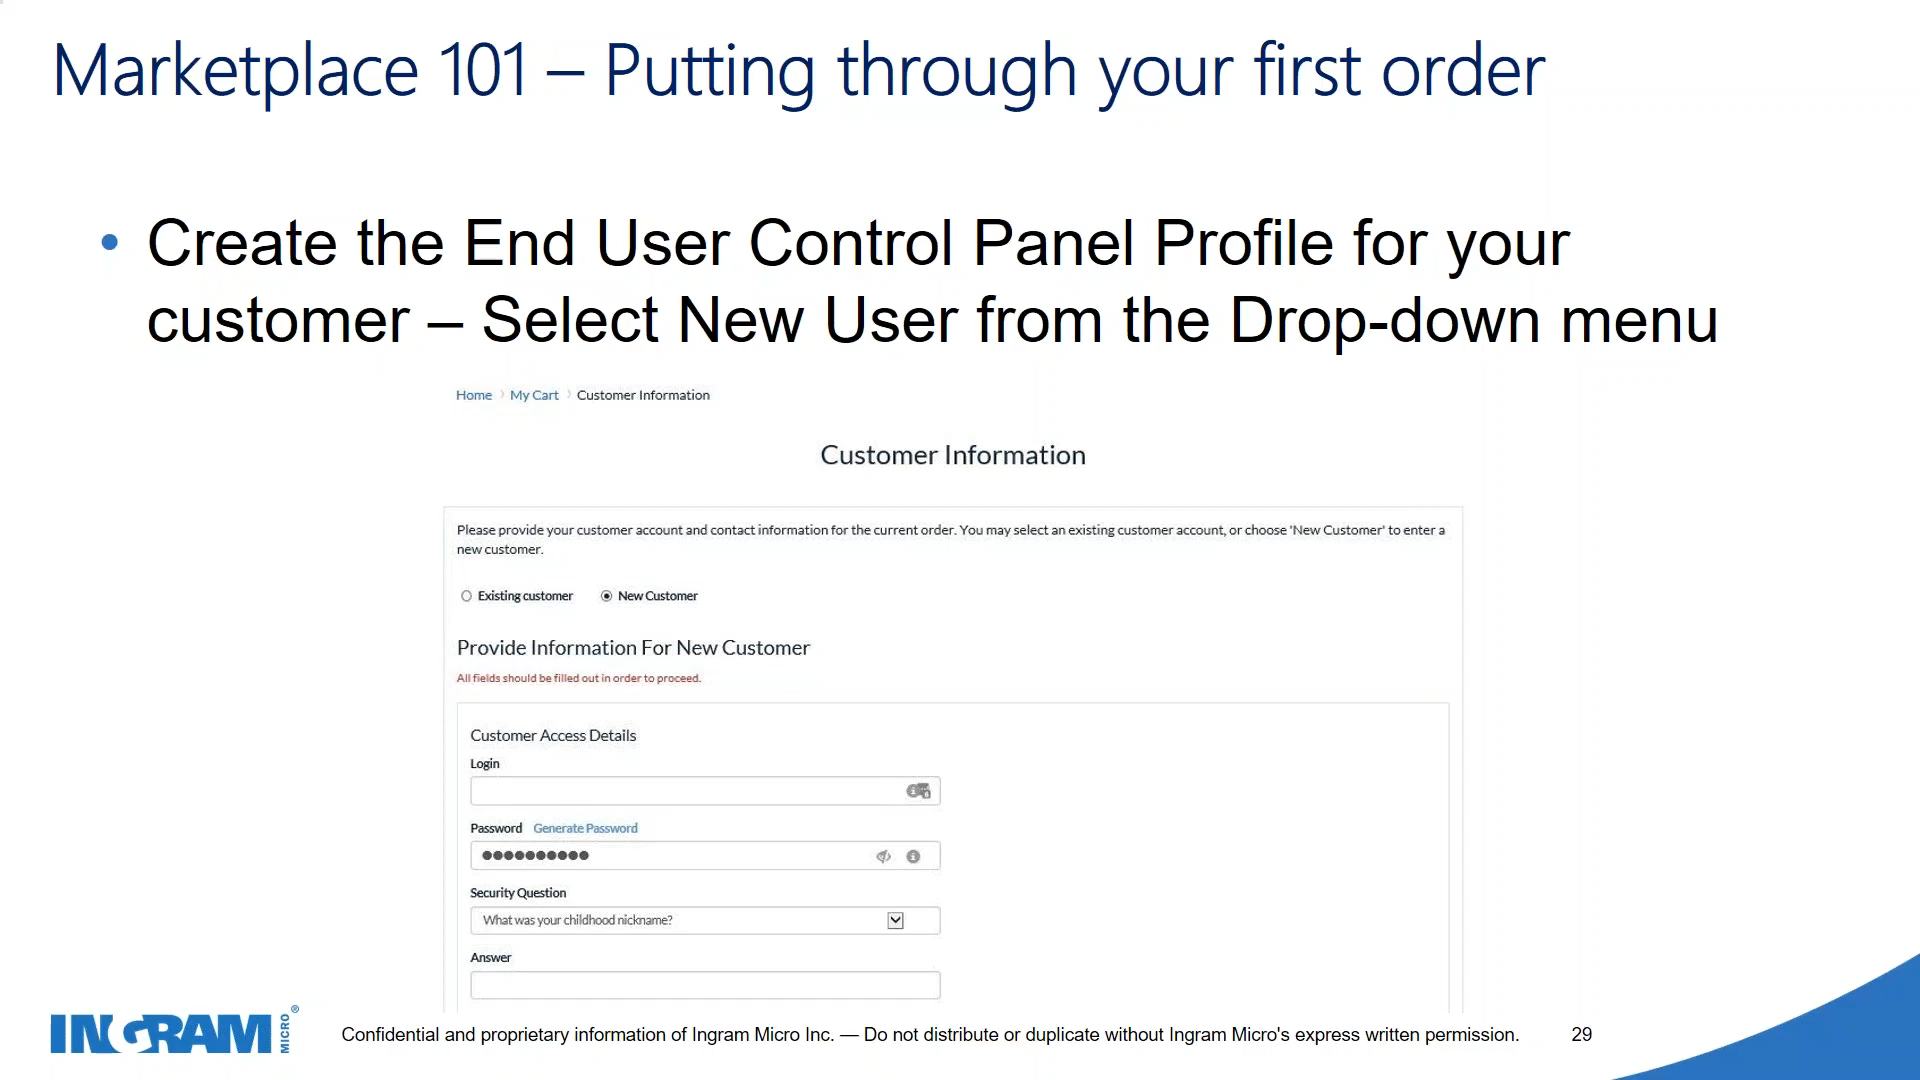 Marketplace 101 – Putting through your first order
• Create the End User Control Panel Profile for your
customer – Select New User from the Drop-down menu
Home › My Cart › Customer Information
Customer Information
Please provide your customer account and contact information for the current order. You may select an existing customer account, or choose 'New Customer' to enter a
new customer.
Existing customer New Customer
Provide Information For New Customer
All fields should be filled out in order to proceed.
Customer Access Details
Login
Password Generate Password
●●●●●●●●●●
Security Question
What was your childhood nickname?
Answer
INGRAM MICRO®
Confidential and proprietary information of Ingram Micro Inc. — Do not distribute or duplicate without Ingram Micro's express written permission. 29